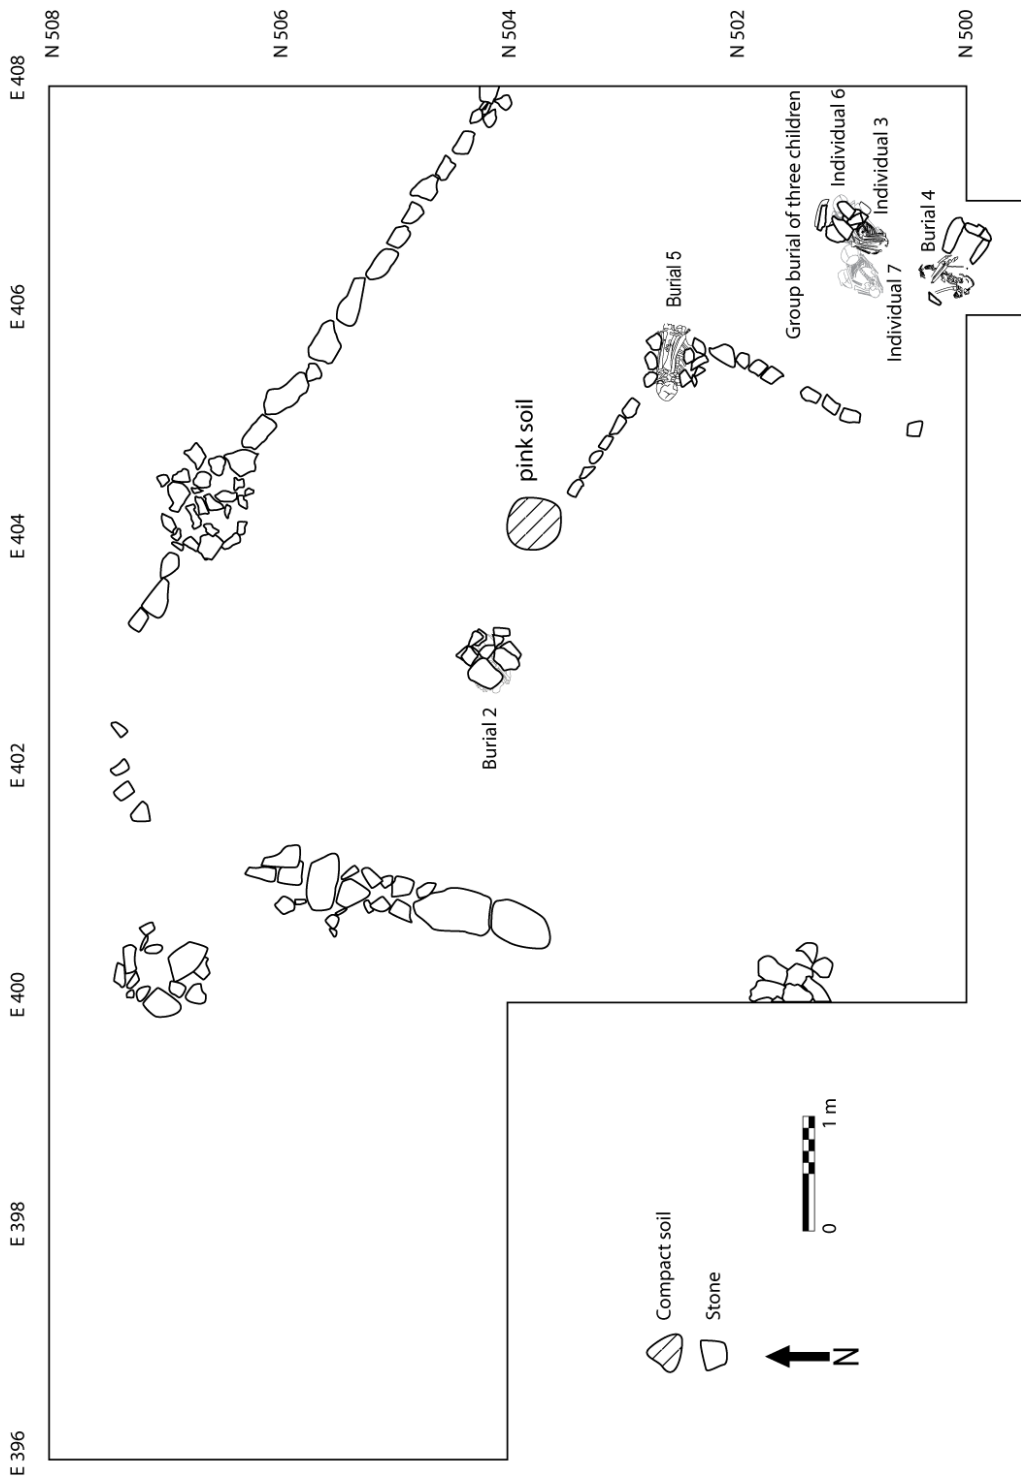 E 396
E 398
E 400
E 402
E 404
E 406
E 408
N 508
N 506
N 504
N 502
N 500
pink soil
Burial 2
Burial 5
Group burial of three children
Individual 6
Individual 3
Individual 7
Burial 4
Compact soil
Stone
N
0
1 m